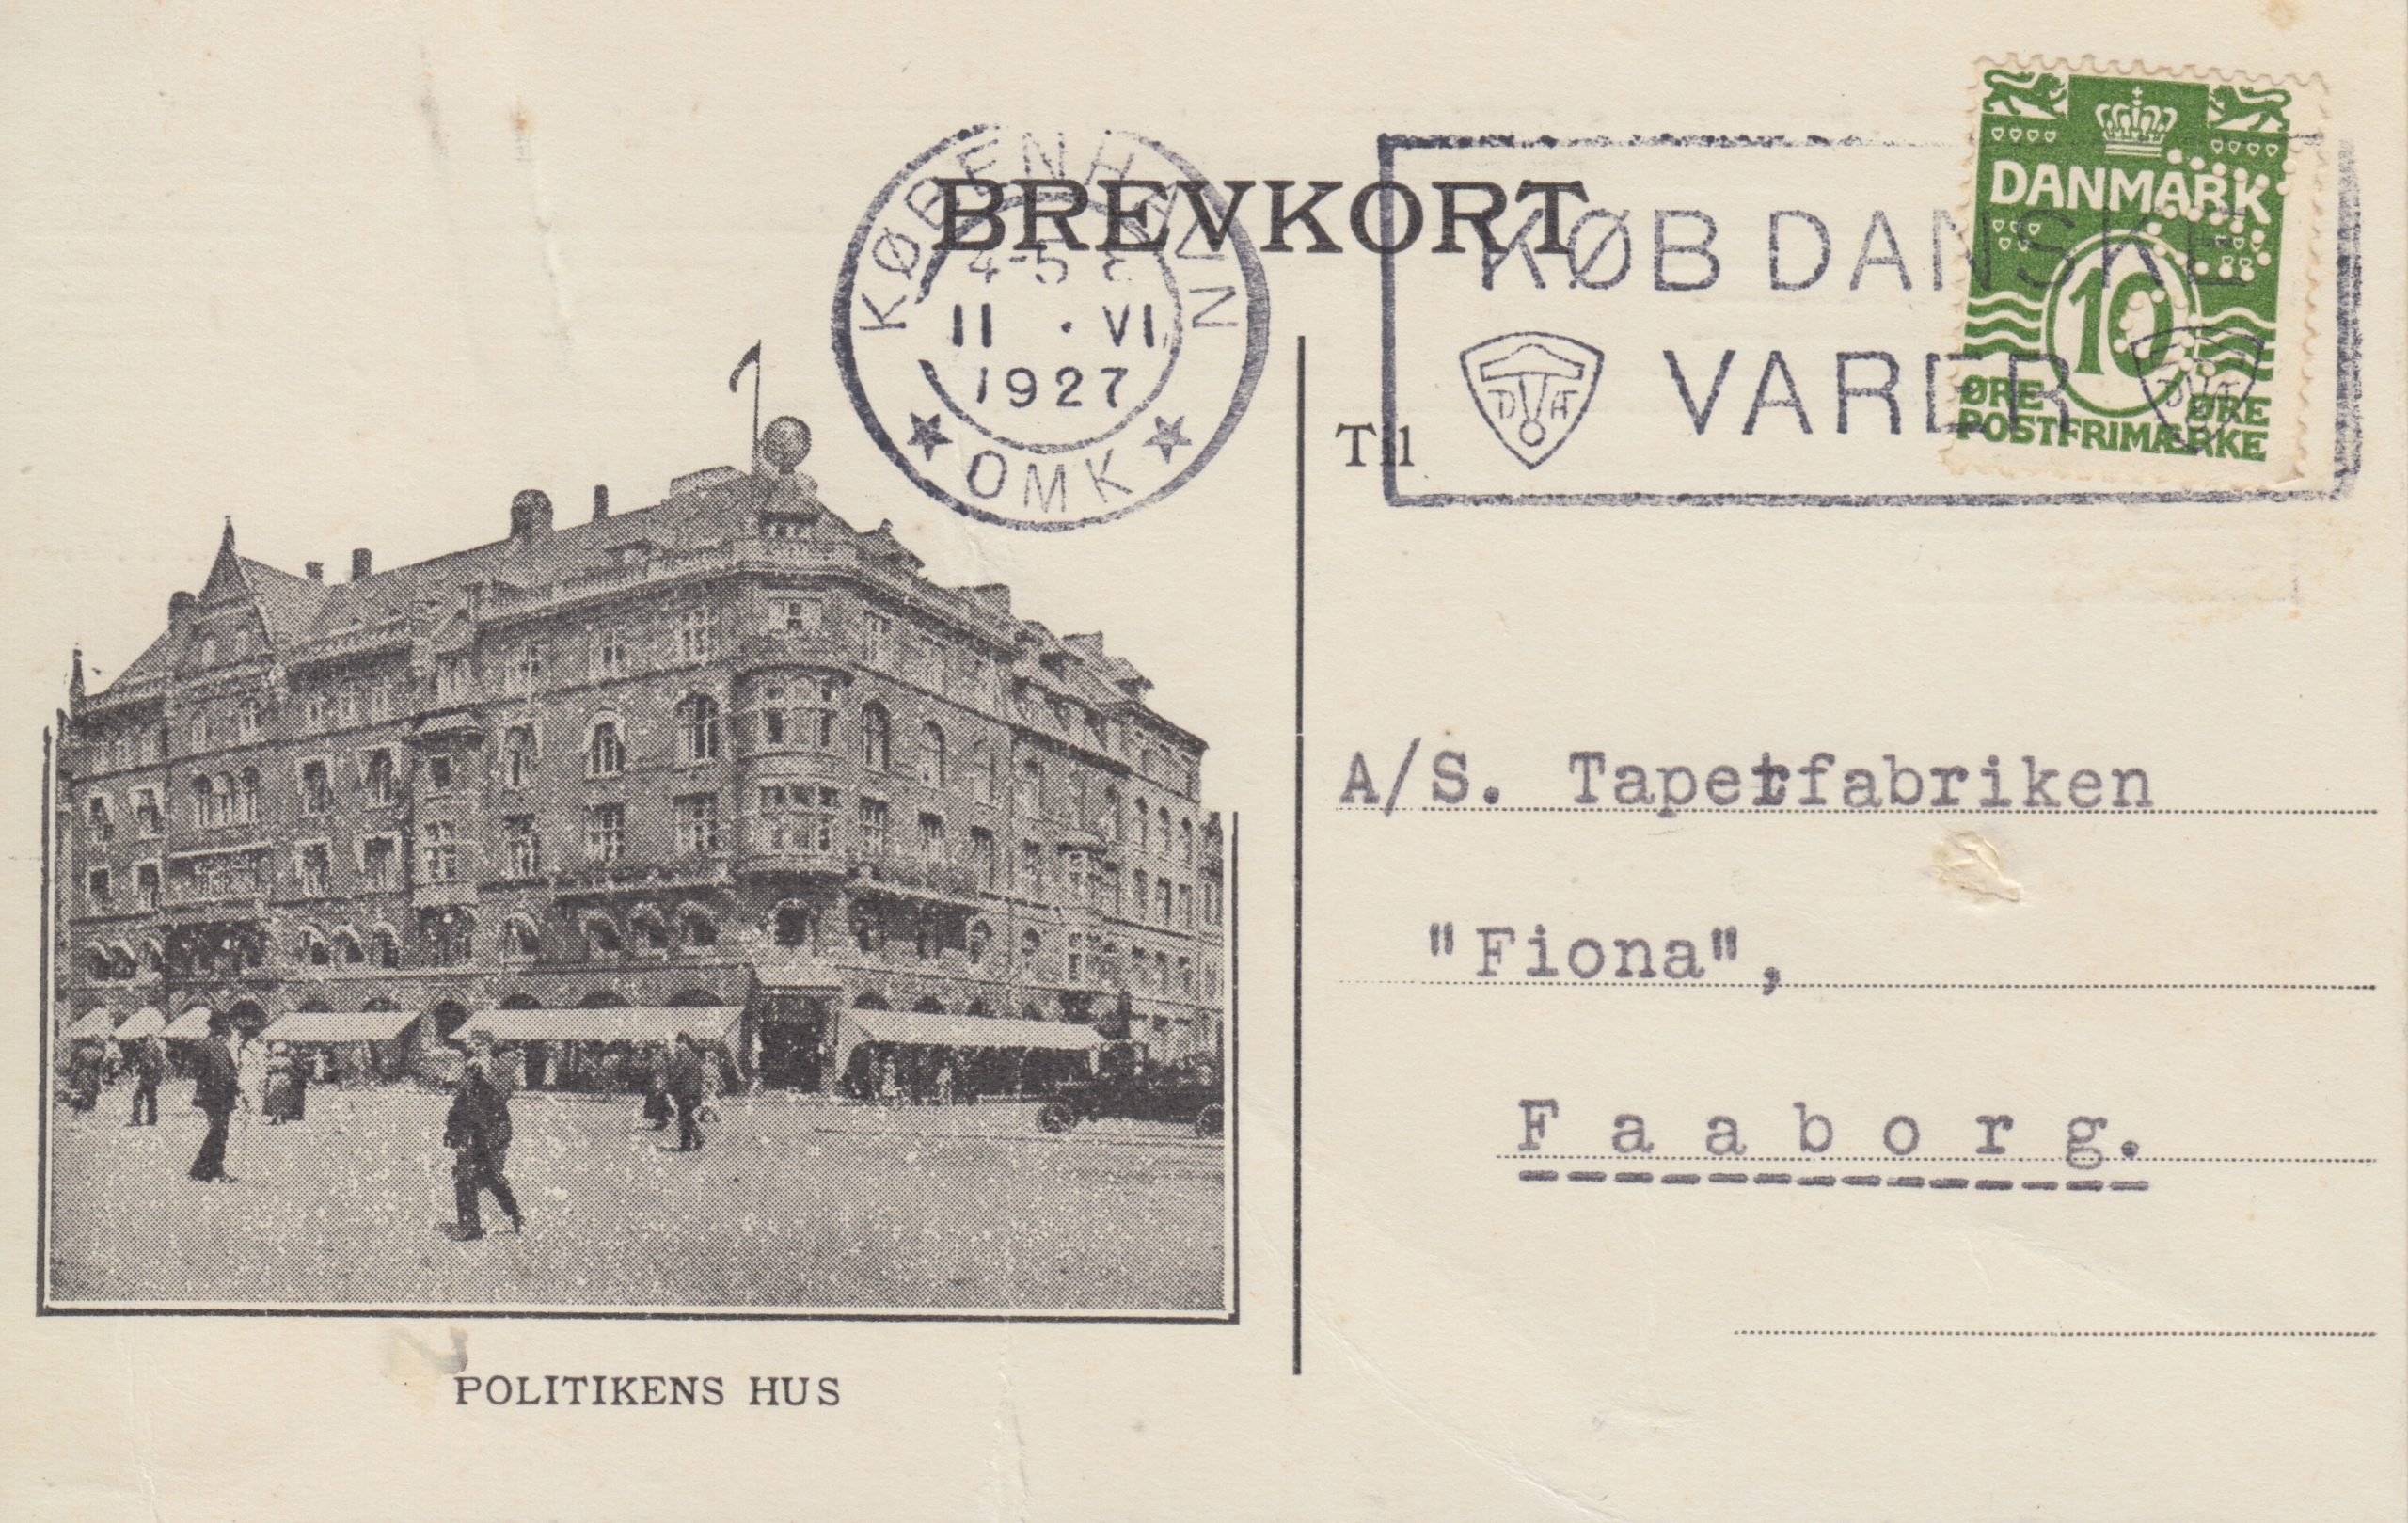 BREVKORT
KØBENHAVN
4-5 E
11 . VI
1927
OMK
KØB DANSKE
VARER
DANMARK
10
ØRE ØRE
POSTFRIMÆRKE
Til
A/S. Tapetfabriken
"Fiona",
Faaborg.
POLITIKENS HUS